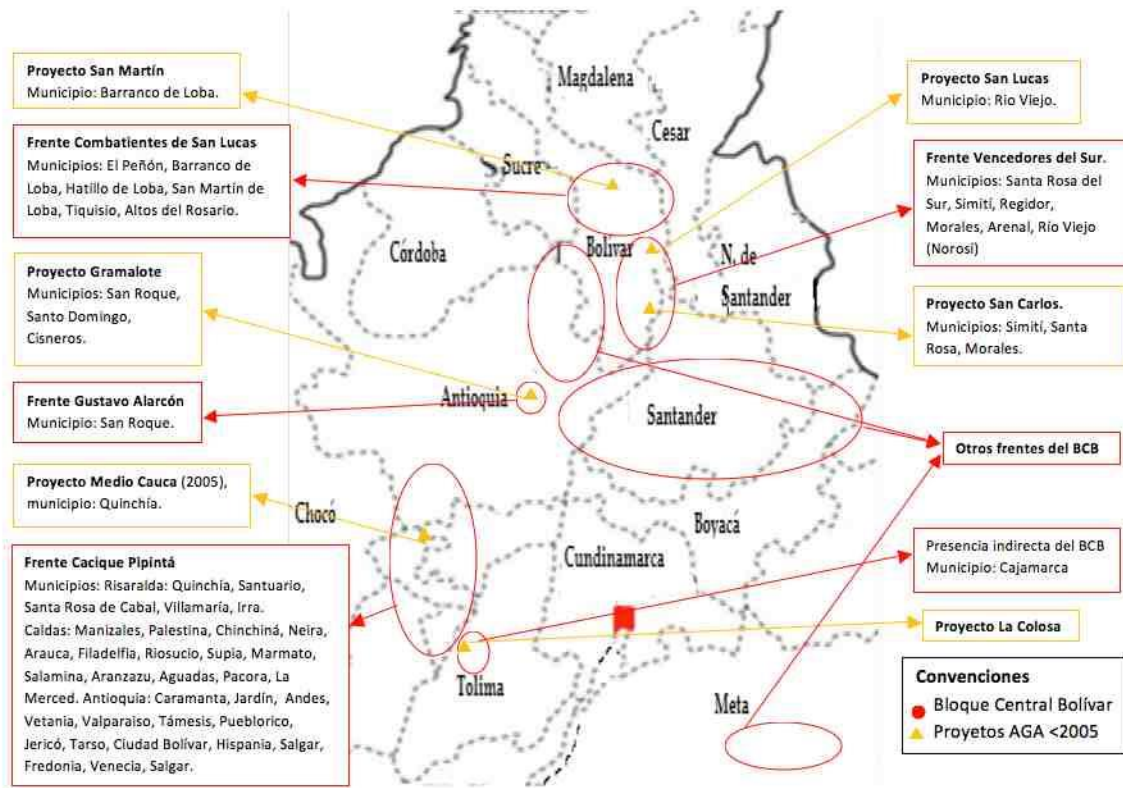 Proyecto San Martín
Municipio: Barranco de Loba.
Frente Combatientes de San Lucas
Municipios: El Peñón, Barranco de
Loba, Hatillo de Loba, San Martín de
Loba, Tiquisio, Altos del Rosario.
Proyecto Gramalote
Municipios: San Roque,
Santo Domingo,
Cisneros.
Frente Gustavo Alarcón
Municipio: San Roque.
Proyecto Medio Cauca (2005),
municipio: Quinchía.
Frente Cacique Pipintá
Municipios: Risaralda: Quinchía, Santuario,
Santa Rosa de Cabal, Villamaría, Irra.
Caldas: Manizales, Palestina, Chinchiná, Neira,
Arauca, Filadelfia, Riosucio, Supia, Marmato,
Salamina, Aranzazu, Aguadas, Pacora, La
Merced. Antioquia: Caramanta, Jardín, Andes,
Vetania, Valparaiso, Támesis, Pueblorico,
Jericó, Tarso, Ciudad Bolívar, Hispania, Salgar,
Fredonia, Venecia, Salgar.
Magdalena
Cesar
Sucre
Bolívar
Córdoba
N. de
Santander
Antioquia
Santander
Chocó
Boyacá
Cundinamarca
Tolima
Meta
Proyecto San Lucas
Municipio: Río Viejo.
Frente Vencedores del Sur.
Municipios: Santa Rosa del
Sur, Simití, Regidor,
Morales, Arenal, Río Viejo
(Norosí)
Proyecto San Carlos.
Municipios: Simití, Santa
Rosa, Morales.
Otros frentes del BCB
Presencia indirecta del BCB
Municipio: Cajamarca
Proyecto La Colosa
Convenciones
Bloque Central Bolívar
Proyetos AGA <2005